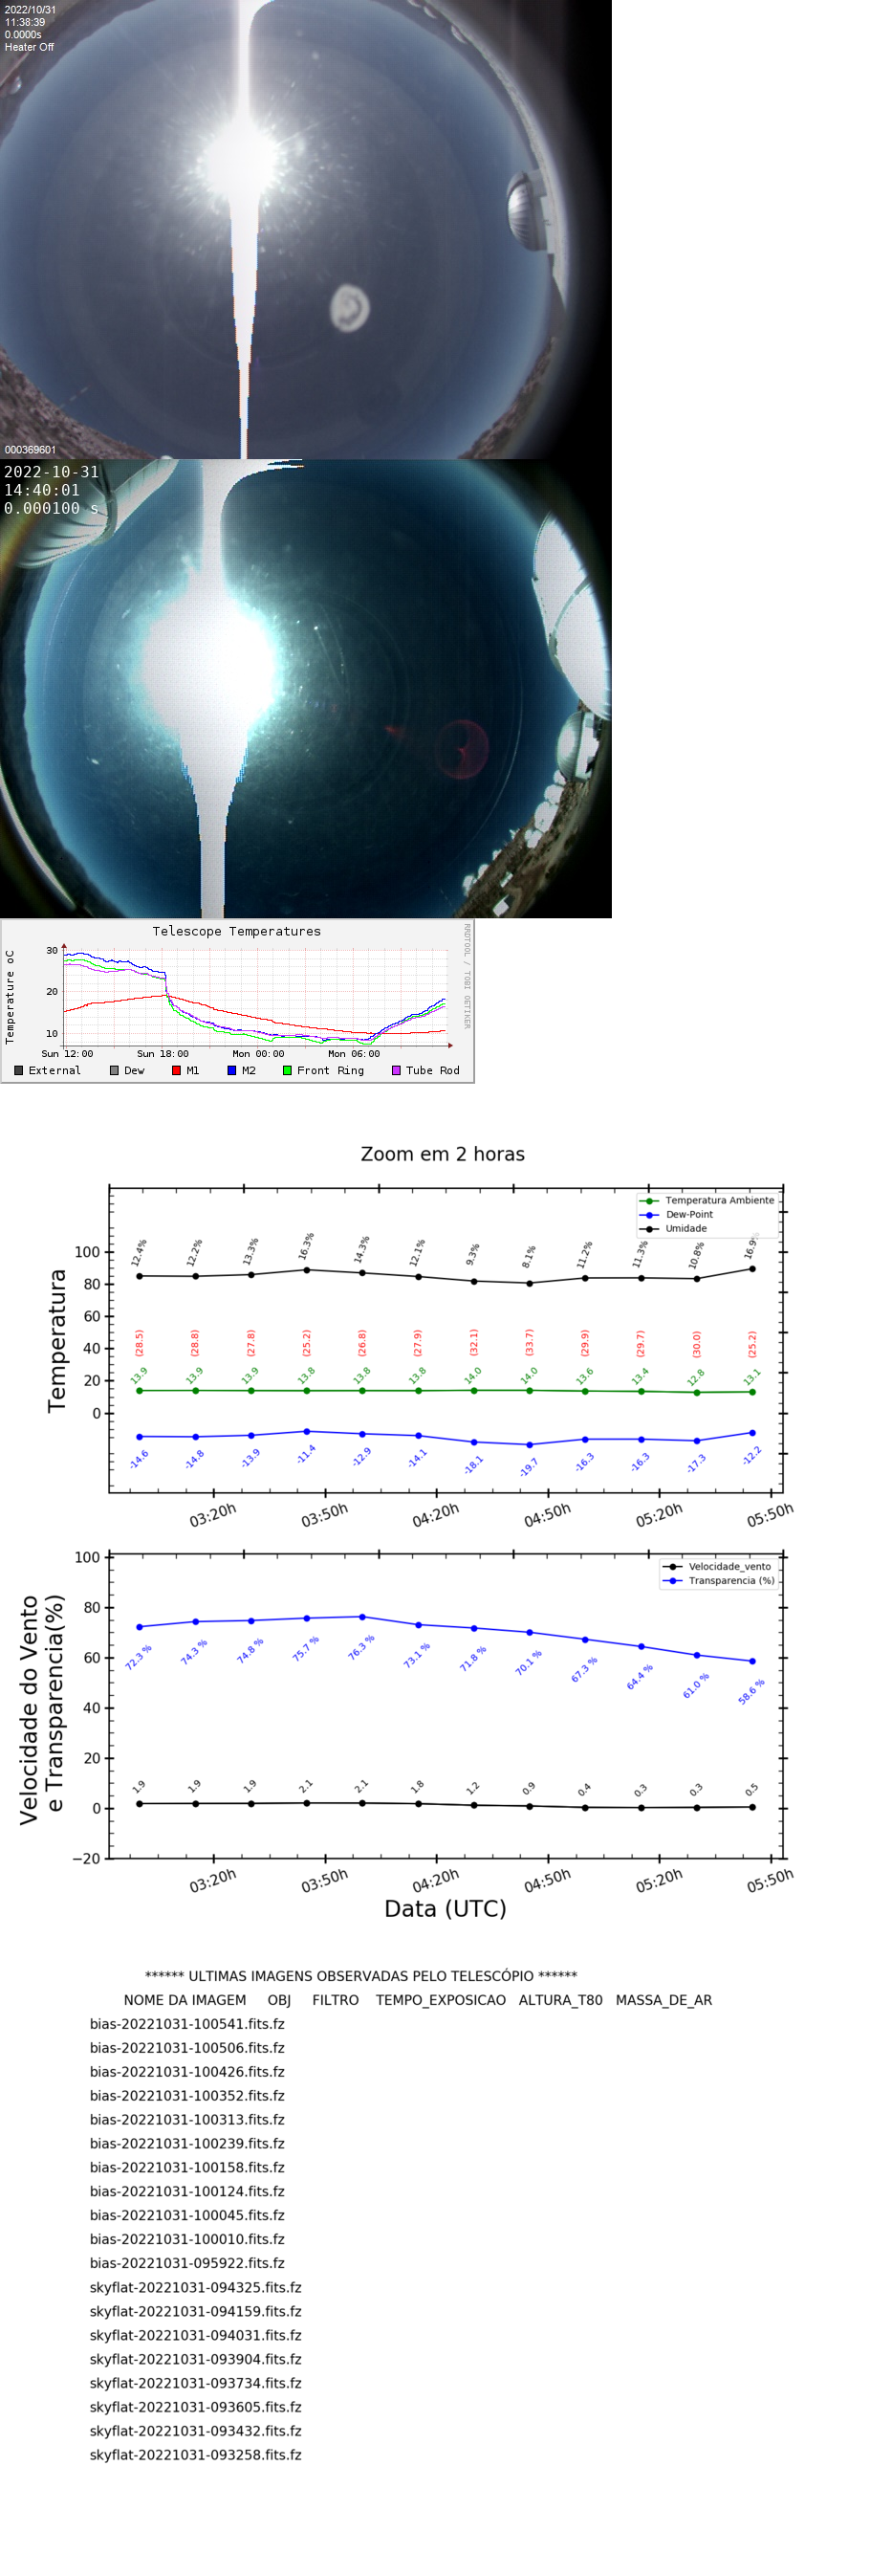 2022/10/31
11:38:39
0.0000s
Heater Off
000369601
2022-10-31
14:40:01
0.000100 s
Telescope Temperatures
RRDTOOL / TOBI OETIKER
Temperature oC
30
20
10
Sun 12:00 Sun 18:00 Mon 00:00 Mon 06:00
External Dew M1 M2 Front Ring Tube Rod
Zoom em 2 horas
Temperatura Ambiente
Dew-Point
Umidade
Temperatura
100
80
60
40
20
0
12.4% 12.2% 13.3% 16.3% 14.3% 12.1% 9.3% 8.1% 11.2% 11.3% 10.8% 16.9%
(28.5) (28.8) (27.8) (25.2) (26.8) (27.9) (32.1) (33.7) (29.9) (29.7) (30.0) (25.2)
13.9 13.9 13.9 13.8 13.8 13.8 14.0 14.0 13.6 13.4 12.8 13.1
-14.6 -14.8 -13.9 -11.4 -12.9 -14.1 -18.1 -19.7 -16.3 -16.3 -17.3 -12.2
03:20h 03:50h 04:20h 04:50h 05:20h 05:50h
Velocidade_vento
Transparencia (%)
Velocidade do Vento
e Transparencia(%)
100
80
60
40
20
0
−20
72.3 % 74.3 % 74.8 % 75.7 % 76.3 % 73.1 % 71.8 % 70.1 % 67.3 % 64.4 % 61.0 % 58.6 %
1.9 1.9 1.9 2.1 2.1 1.8 1.2 0.9 0.4 0.3 0.3 0.5
03:20h 03:50h 04:20h 04:50h 05:20h 05:50h
Data (UTC)
****** ULTIMAS IMAGENS OBSERVADAS PELO TELESCÓPIO ******
NOME DA IMAGEM OBJ FILTRO TEMPO_EXPOSICAO ALTURA_T80 MASSA_DE_AR
bias-20221031-100541.fits.fz
bias-20221031-100506.fits.fz
bias-20221031-100426.fits.fz
bias-20221031-100352.fits.fz
bias-20221031-100313.fits.fz
bias-20221031-100239.fits.fz
bias-20221031-100158.fits.fz
bias-20221031-100124.fits.fz
bias-20221031-100045.fits.fz
bias-20221031-100010.fits.fz
bias-20221031-095922.fits.fz
skyflat-20221031-094325.fits.fz
skyflat-20221031-094159.fits.fz
skyflat-20221031-094031.fits.fz
skyflat-20221031-093904.fits.fz
skyflat-20221031-093734.fits.fz
skyflat-20221031-093605.fits.fz
skyflat-20221031-093432.fits.fz
skyflat-20221031-093258.fits.fz